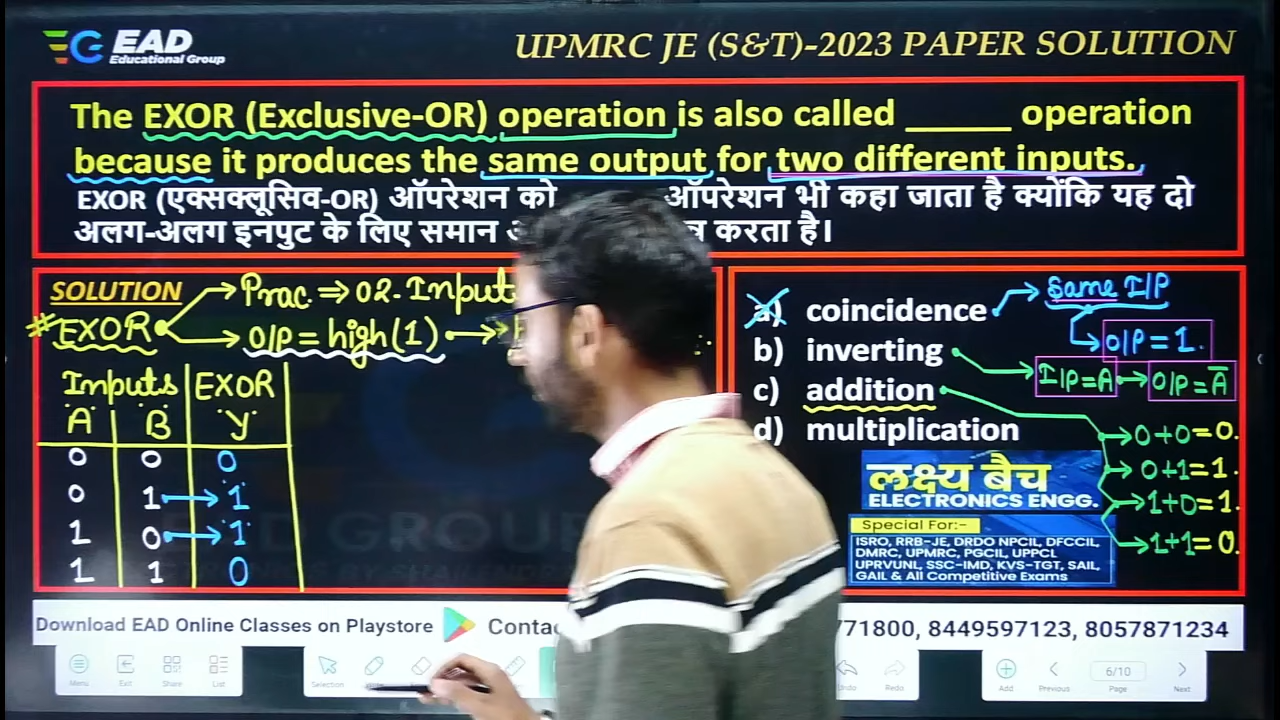 EAD
Educational Group
UPMRC JE (S&T)-2023 PAPER SOLUTION
The EXOR (Exclusive-OR) operation is also called ______ operation
because it produces the same output for two different inputs.
EXOR (एक्सक्लूसिव-OR) ऑपरेशन को ऑपरेशन भी कहा जाता है क्योंकि यह दो
अलग-अलग इनपुट के लिए समान करता है।
SOLUTION
Prac. ⇒ 02-Input
#EXOR
O/P = high(1)
Inputs EXOR
A B Y
0 0 0
0 1 → 1
1 0 → 1
1 1 0
a) coincidence → Same I/P
O/P = 1.
b) inverting → I/P = A → O/P = A̅
c) addition
d) multiplication
0+0=0.
0+1=1.
1+0=1.
1+1=0.
लक्ष्य बैच
ELECTRONICS ENGG.
Special For:-
ISRO, RRB-JE, DRDO NPCIL, DFCCIL,
DMRC, UPMRC, PGCIL, UPPCL
UPRVUNL, SSC-IMD, KVS-TGT, SAIL,
GAIL & All Competitive Exams
EAD GROUP
Download EAD Online Classes on Playstore 771800, 8449597123, 8057871234
Menu Exit Share List Selection Undo Redo Add Previous 6/10 Page Next